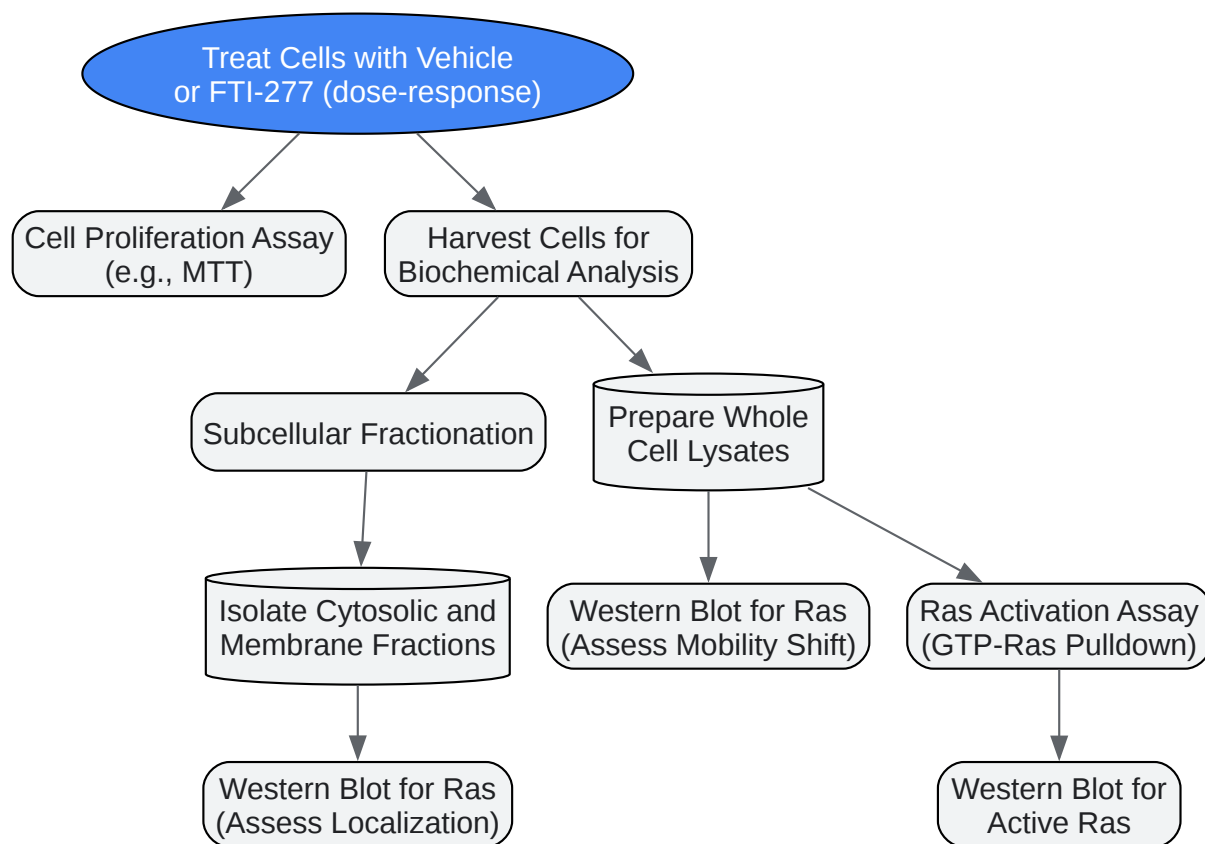 Treat Cells with Vehicle
or FTI-277 (dose-response)
Cell Proliferation Assay
(e.g., MTT)
Harvest Cells for
Biochemical Analysis
Subcellular Fractionation
Prepare Whole
Cell Lysates
Isolate Cytosolic and
Membrane Fractions
Western Blot for Ras
(Assess Mobility Shift)
Ras Activation Assay
(GTP-Ras Pulldown)
Western Blot for Ras
(Assess Localization)
Western Blot for
Active Ras